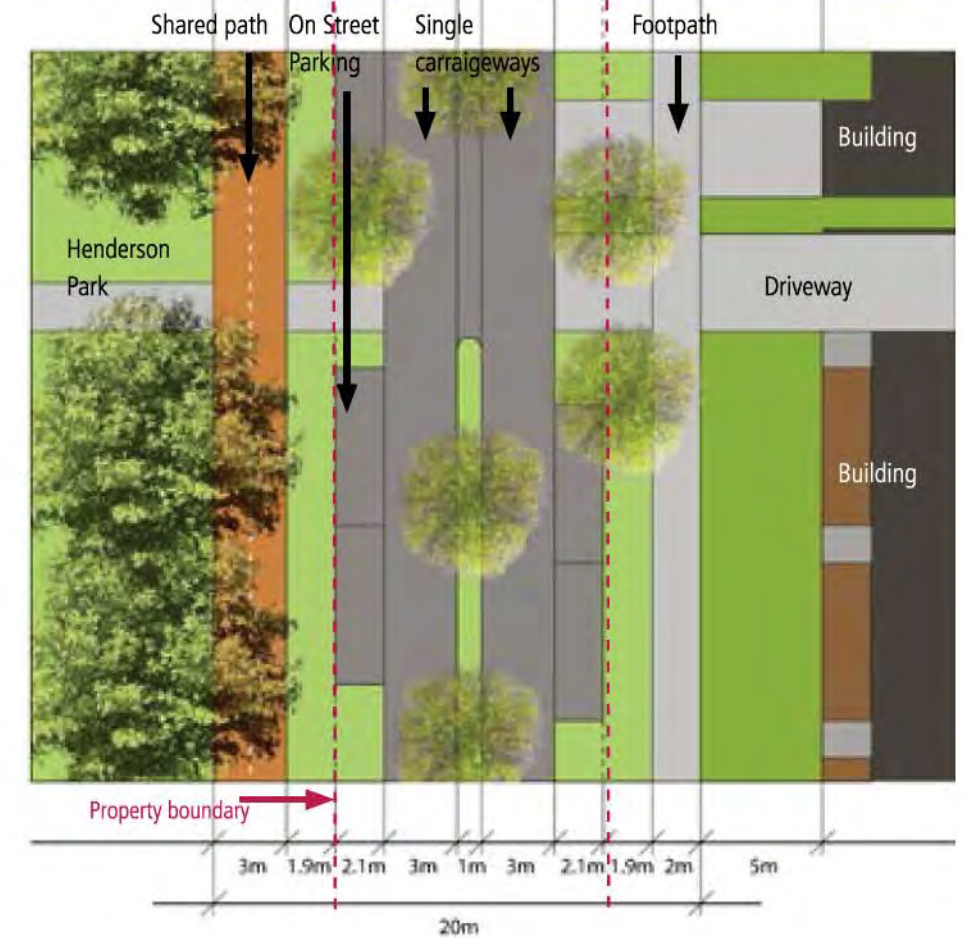 Shared path
On Street
Parking
Single
carraigeways
Footpath
Building
Henderson
Park
Driveway
Building
Property boundary
3m 1.9m 2.1m 3m 1m 3m 2.1m 1.9m 2m 5m
20m